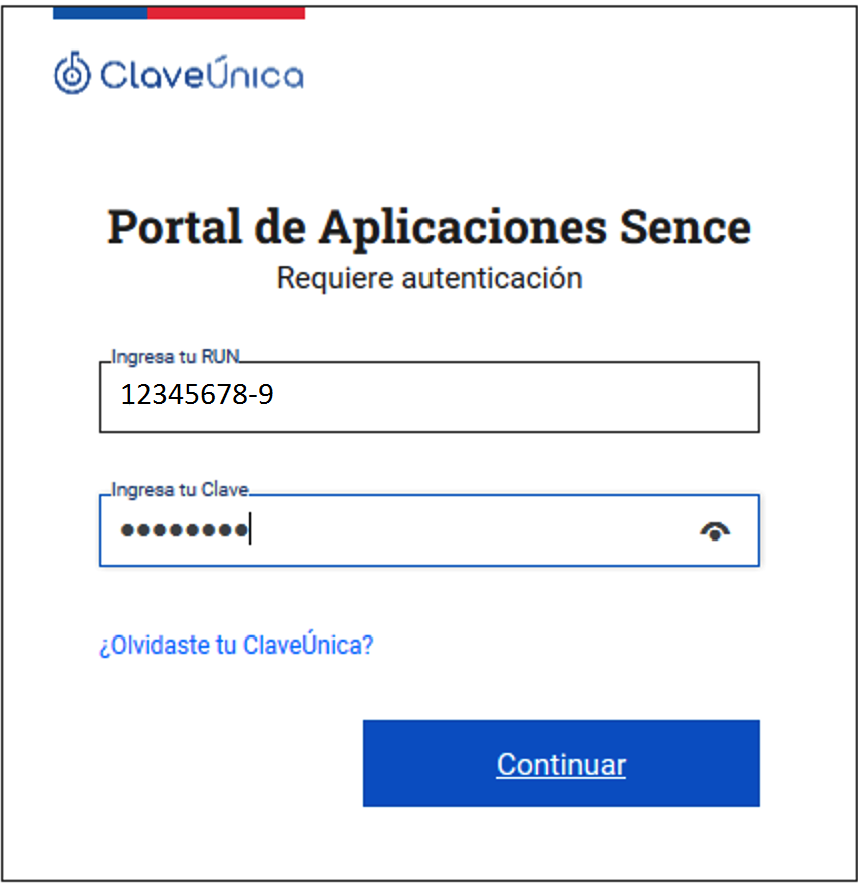 ClaveÚnica
Portal de Aplicaciones Sence
Requiere autenticación
Ingresa tu RUN
12345678-9
Ingresa tu Clave
••••••••
¿Olvidaste tu ClaveÚnica?
Continuar